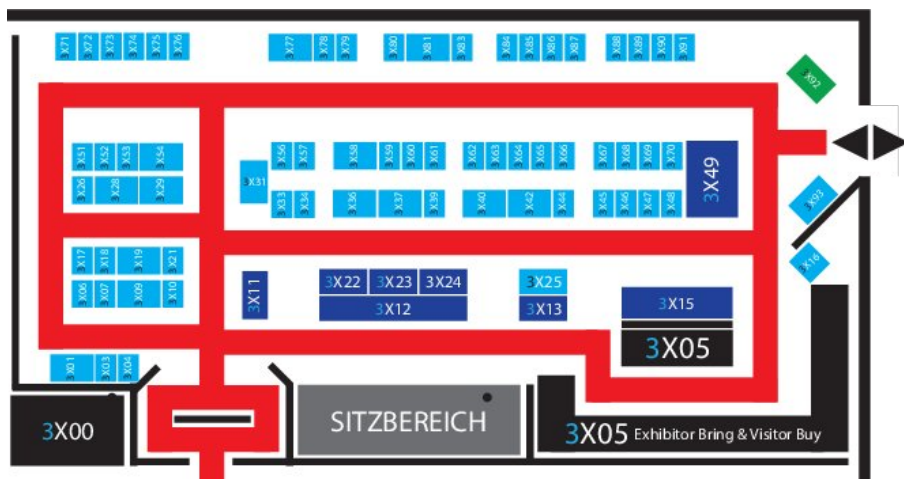 3X71 3X72 3X73 3X74 3X75 3X76 3X77 3X78 3X79 3X80 3X81 3X83 3X84 3X85 3X86 3X87 3X88 3X89 3X90 3X91
3X92
3X51 3X52 3X53 3X54 3X56 3X57 3X58 3X59 3X60 3X61 3X62 3X63 3X64 3X65 3X66 3X67 3X68 3X69 3X70
3X31
3X49
3X26 3X28 3X29 3X33 3X34 3X36 3X37 3X39 3X40 3X42 3X44 3X45 3X46 3X47 3X48
3X93
3X17 3X18 3X19 3X21
3X16
3X22 3X23 3X24 3X25
3X06 3X07 3X09 3X10
3X11
3X12 3X13 3X15
3X05
3X01 3X03 3X04
3X00
SITZBEREICH
3X05 Exhibitor Bring & Visitor Buy